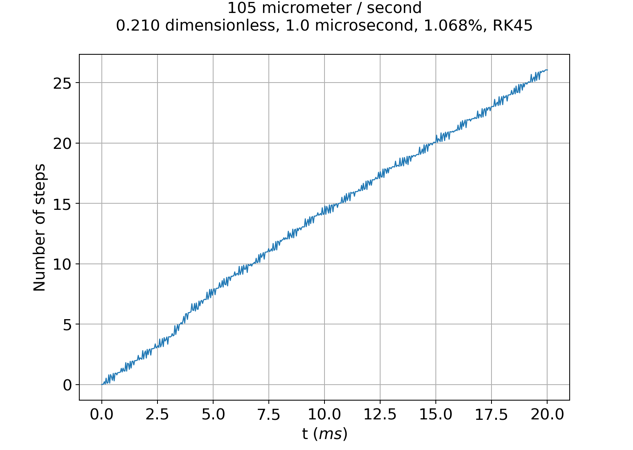 105 micrometer / second
0.210 dimensionless, 1.0 microsecond, 1.068%, RK45
25
20
15
10
5
0
Number of steps
0.0 2.5 5.0 7.5 10.0 12.5 15.0 17.5 20.0
t (ms)